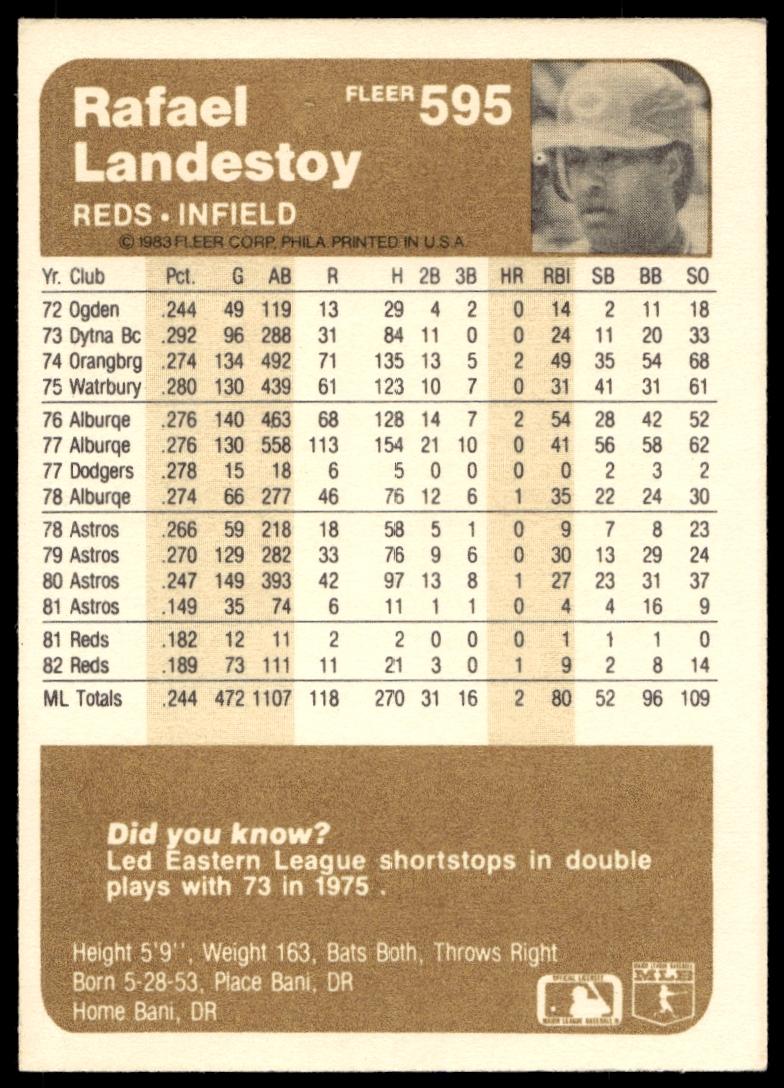 Rafael FLEER 595
Landestoy
REDS • INFIELD
© 1983 FLEER CORP. PHILA. PRINTED IN U.S.A.
Yr. Club Pct. G AB R H 2B 3B HR RBI SB BB SO
72 Ogden .244 49 119 13 29 4 2 0 14 2 11 18
73 Dytna Bc .292 96 288 31 84 11 0 0 24 11 20 33
74 Orangbrg .274 134 492 71 135 13 5 2 49 35 54 68
75 Watrbury .280 130 439 61 123 10 7 0 31 41 31 61
76 Alburqe .276 140 463 68 128 14 7 2 54 28 42 52
77 Alburqe .276 130 558 113 154 21 10 0 41 56 58 62
77 Dodgers .278 15 18 6 5 0 0 0 0 2 3 2
78 Alburqe .274 66 277 46 76 12 6 1 35 22 24 30
78 Astros .266 59 218 18 58 5 1 0 9 7 8 23
79 Astros .270 129 282 33 76 9 6 0 30 13 29 24
80 Astros .247 149 393 42 97 13 8 1 27 23 31 37
81 Astros .149 35 74 6 11 1 1 0 4 4 16 9
81 Reds .182 12 11 2 2 0 0 0 1 1 1 0
82 Reds .189 73 111 11 21 3 0 1 9 2 8 14
ML Totals .244 472 1107 118 270 31 16 2 80 52 96 109
Did you know?
Led Eastern League shortstops in double
plays with 73 in 1975 .
Height 5'9'', Weight 163, Bats Both, Throws Right
Born 5-28-53, Place Bani, DR
Home Bani, DR
OFFICIAL LICENSEE
MAJOR LEAGUE BASEBALL
MAJOR LEAGUE BASEBALL